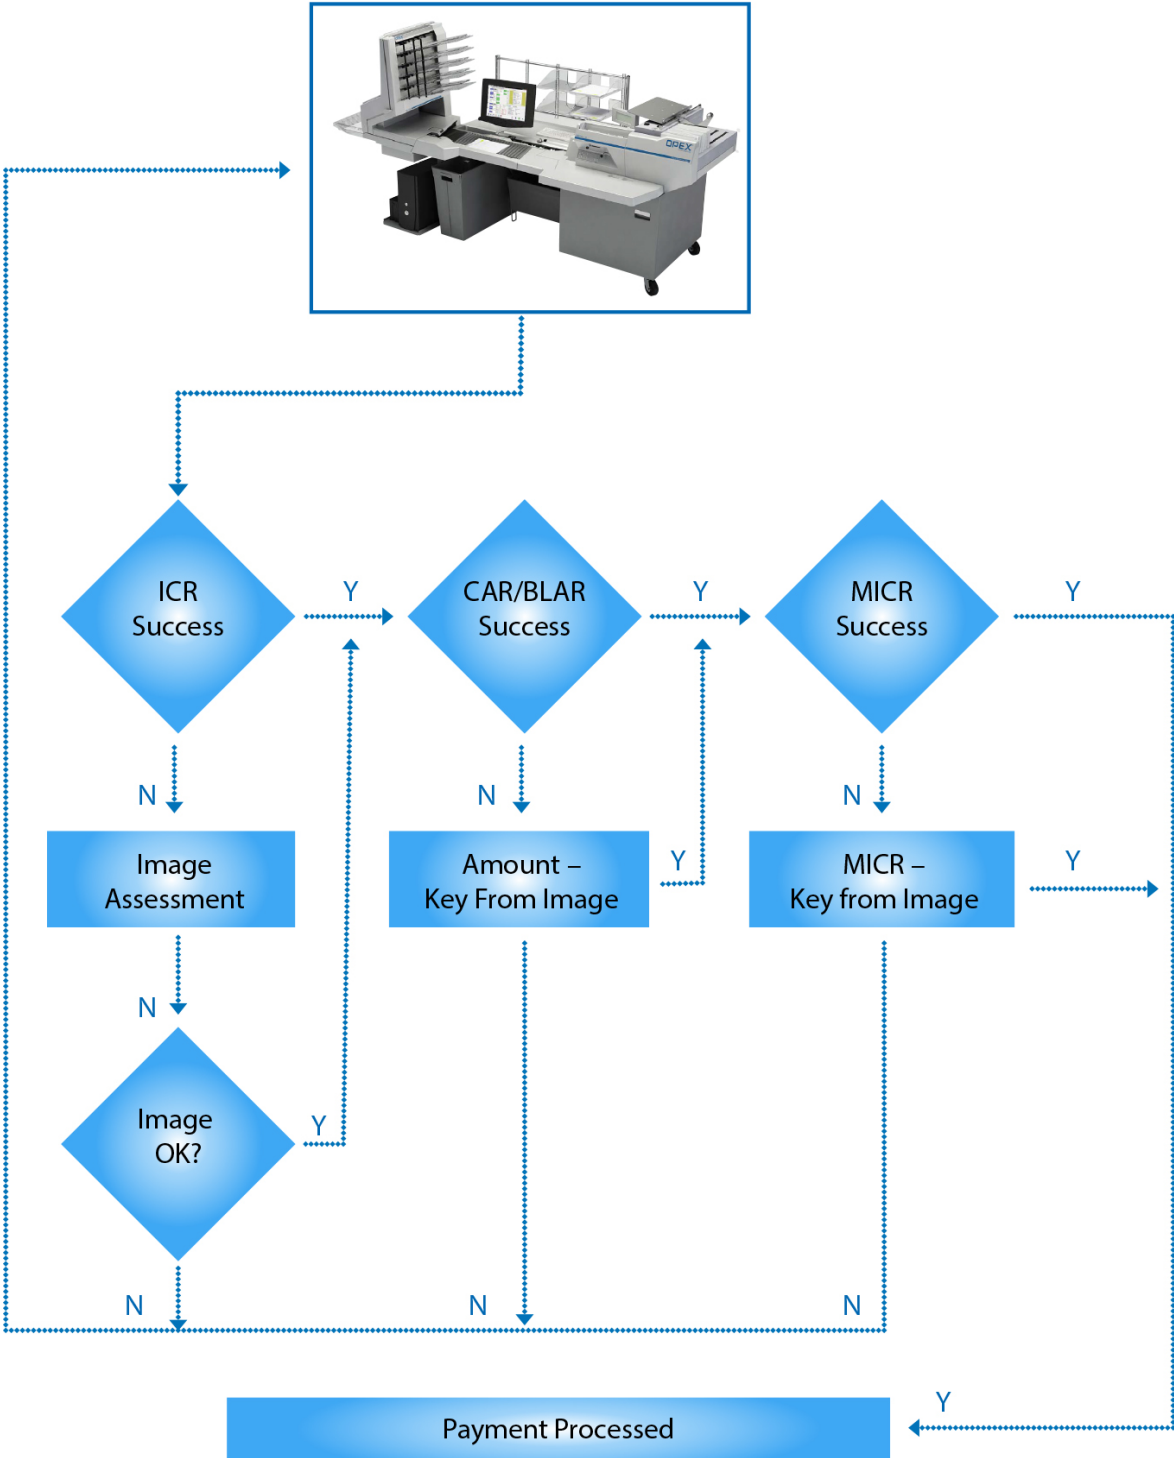 OPEX
ICR
Success
Y
CAR/BLAR
Success
Y
MICR
Success
Y
N
N
N
Image
Assessment
Amount –
Key From Image
Y
MICR –
Key from Image
Y
N
Image
OK?
Y
N
N
N
Payment Processed
Y